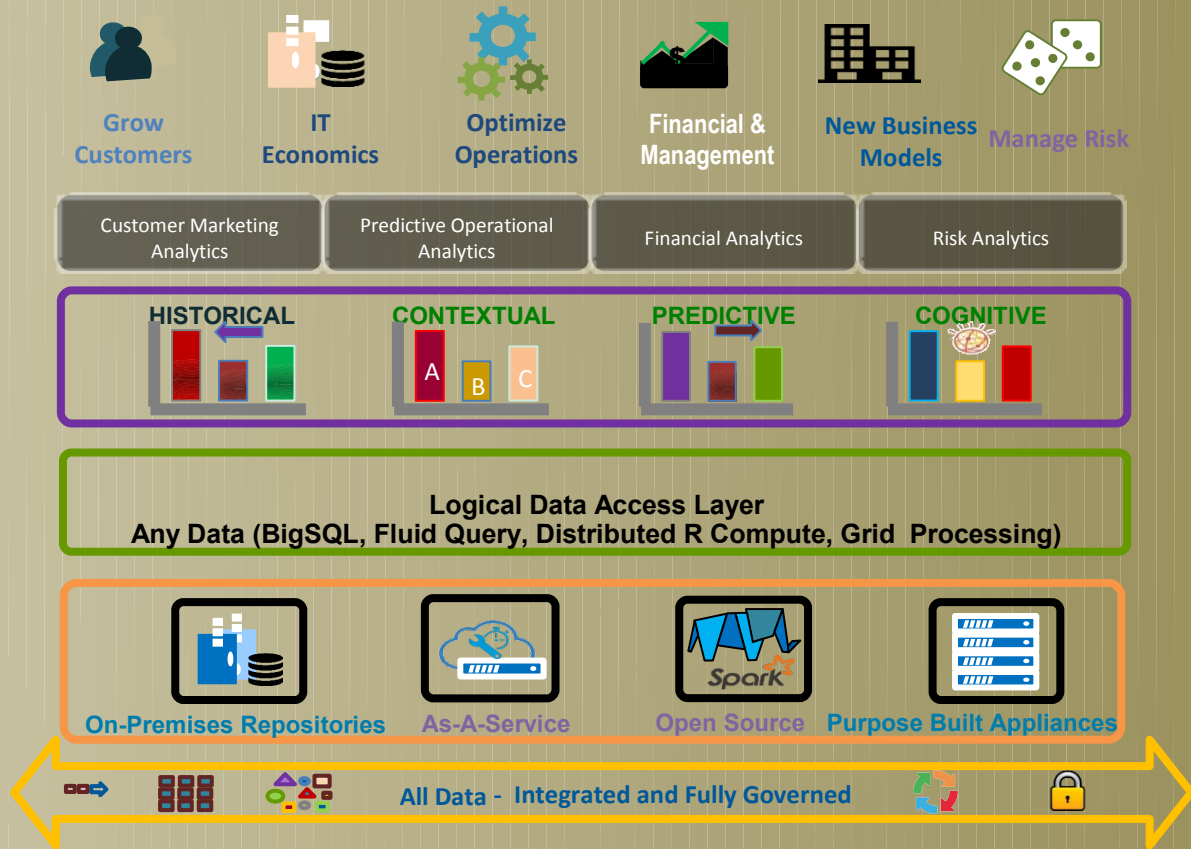 Grow
Customers
IT
Economics
Optimize
Operations
Financial &
Management
New Business
Models
Manage Risk
Customer Marketing
Analytics
Predictive Operational
Analytics
Financial Analytics
Risk Analytics
HISTORICAL
CONTEXTUAL
PREDICTIVE
COGNITIVE
A
B
C
Logical Data Access Layer
Any Data (BigSQL, Fluid Query, Distributed R Compute, Grid Processing)
Spark
On-Premises Repositories
As-A-Service
Open Source
Purpose Built Appliances
All Data - Integrated and Fully Governed